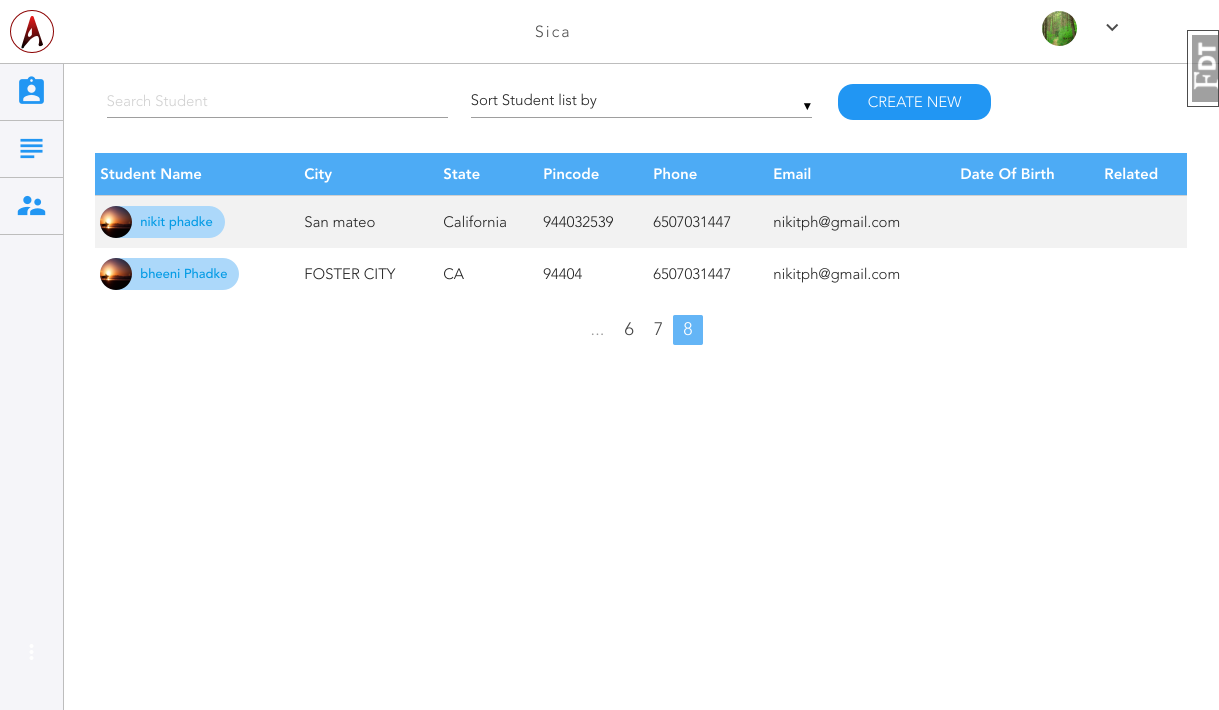 Sica
FDT
Search Student
Sort Student list by ▼
CREATE NEW
Student Name City State Pincode Phone Email Date Of Birth Related
nikit phadke San mateo California 944032539 6507031447 nikitph@gmail.com
bheeni Phadke FOSTER CITY CA 94404 6507031447 nikitph@gmail.com
... 6 7 8